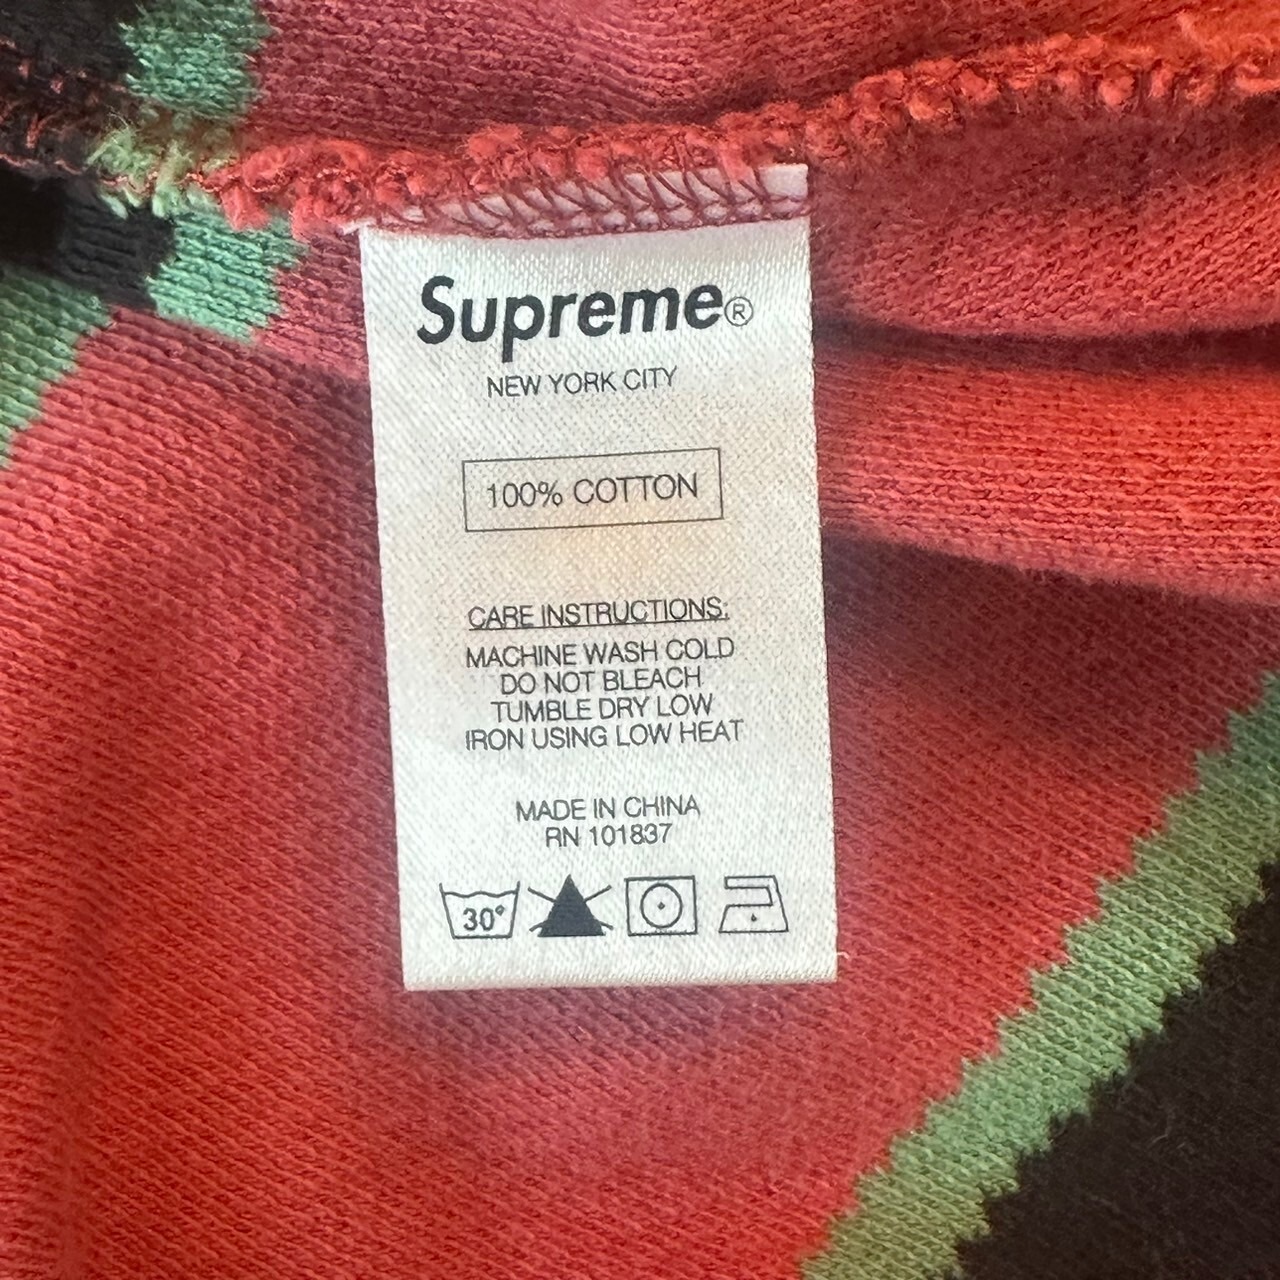 Supreme®
NEW YORK CITY
100% COTTON
CARE INSTRUCTIONS:
MACHINE WASH COLD
DO NOT BLEACH
TUMBLE DRY LOW
IRON USING LOW HEAT
MADE IN CHINA
RN 101837
30°